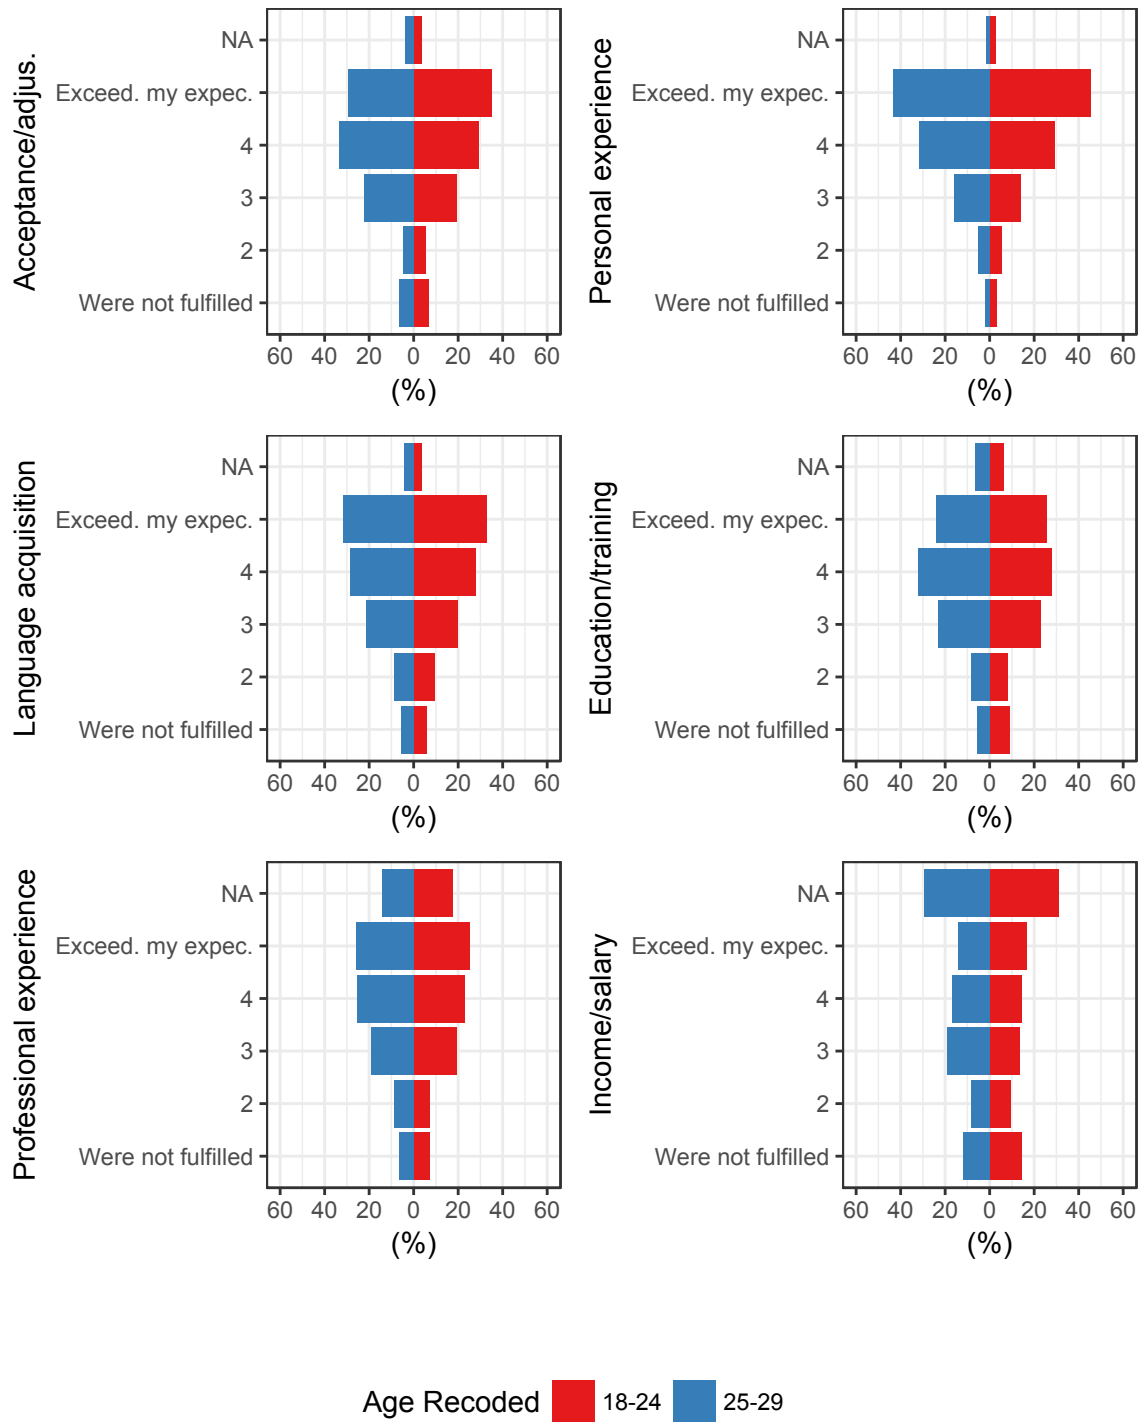 Acceptance/adjus.
NA
Exceed. my expec.
4
3
2
Were not fulfilled
60 40 20 0 20 40 60
(%)
Personal experience
NA
Exceed. my expec.
4
3
2
Were not fulfilled
60 40 20 0 20 40 60
(%)
Language acquisition
NA
Exceed. my expec.
4
3
2
Were not fulfilled
60 40 20 0 20 40 60
(%)
Education/training
NA
Exceed. my expec.
4
3
2
Were not fulfilled
60 40 20 0 20 40 60
(%)
Professional experience
NA
Exceed. my expec.
4
3
2
Were not fulfilled
60 40 20 0 20 40 60
(%)
Income/salary
NA
Exceed. my expec.
4
3
2
Were not fulfilled
60 40 20 0 20 40 60
(%)
Age Recoded 18-24 25-29